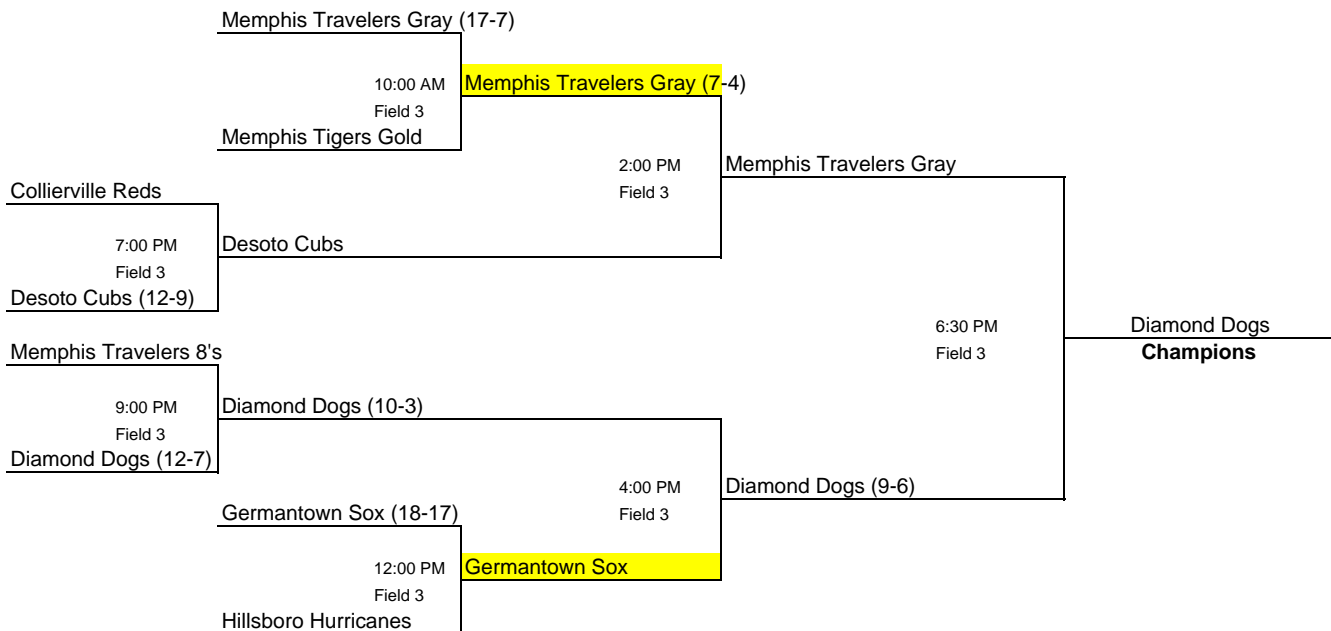 Memphis Travelers Gray (17-7)
10:00 AM
Memphis Travelers Gray (7-4)
Field 3
Memphis Tigers Gold
2:00 PM
Memphis Travelers Gray
Collierville Reds
Field 3
7:00 PM
Desoto Cubs
Field 3
Desoto Cubs (12-9)
6:30 PM
Diamond Dogs
Memphis Travelers 8's
Field 3
Champions
9:00 PM
Diamond Dogs (10-3)
Field 3
Diamond Dogs (12-7)
4:00 PM
Diamond Dogs (9-6)
Germantown Sox (18-17)
Field 3
12:00 PM
Germantown Sox
Field 3
Hillsboro Hurricanes